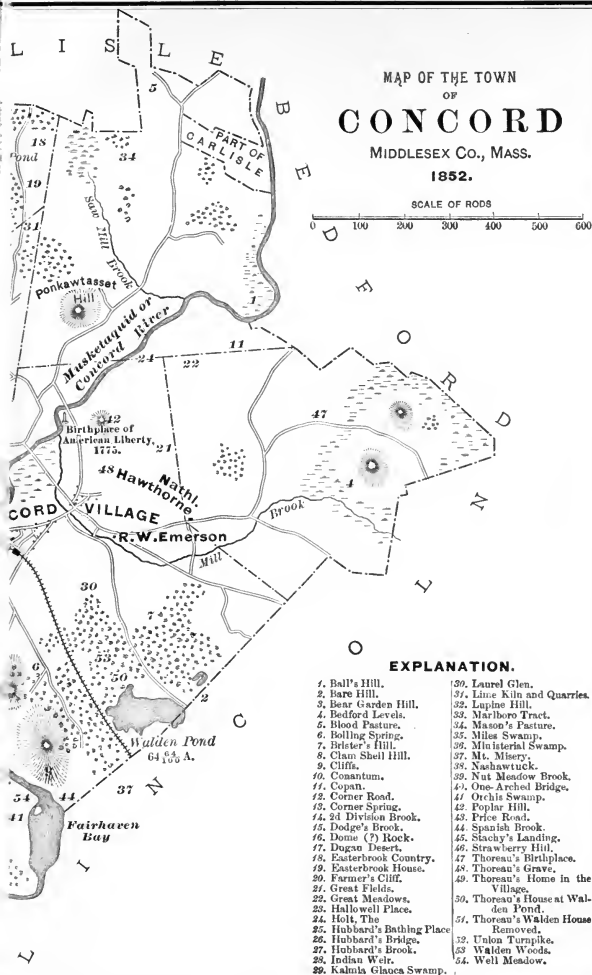 LISLE
BEDFORD
LINCOLN
MAP OF THE TOWN
OF
CONCORD
MIDDLESEX CO., MASS.
1852.
SCALE OF RODS
0 100 200 300 400 500 600
5
PART OF
CARLISLE
18
Pond
34
19
31
Saw Mill Brook
Ponkawtasset
Hill
Musketaquid or
Concord River
1
24
11
22
42
Birthplace of
American Liberty,
1775.
21
47
48
Nathl.
Hawthorne
4
CORD VILLAGE
R.W.Emerson
Mill Brook
30
7
53
50
6
2
Walden Pond
64 64/100 A.
37
54
44
41
Fairhaven
Bay
EXPLANATION.
1. Ball's Hill.
2. Bare Hill.
3. Bear Garden Hill.
4. Bedford Levels.
5. Blood Pasture.
6. Boiling Spring.
7. Brister's Hill.
8. Clam Shell Hill.
9. Cliffs.
10. Conantum.
11. Copan.
12. Corner Road.
13. Corner Spring.
14. 2d Division Brook.
15. Dodge's Brook.
16. Dome (?) Rock.
17. Dugan Desert.
18. Easterbrook Country.
19. Easterbrook House.
20. Farmer's Cliff.
21. Great Fields.
22. Great Meadows.
23. Hallowell Place.
24. Holt, The
25. Hubbard's Bathing Place
26. Hubbard's Bridge.
27. Hubbard's Brook.
28. Indian Weir.
29. Kalmia Glauca Swamp.
30. Laurel Glen.
31. Lime Kiln and Quarries.
32. Lupine Hill.
33. Marlboro Tract.
34. Mason's Pasture.
35. Miles Swamp.
36. Ministerial Swamp.
37. Mt. Misery.
38. Nashawtuck.
39. Nut Meadow Brook.
40. One-Arched Bridge.
41 Orchis Swamp.
42. Poplar Hill.
43. Price Road.
44. Spanish Brook.
45. Stachy's Landing.
46. Strawberry Hill.
47 Thoreau's Birthplace.
48. Thoreau's Grave.
49. Thoreau's Home in the
Village.
50. Thoreau's House at Wal-
den Pond.
51. Thoreau's Walden House
Removed.
52. Union Turnpike.
53 Walden Woods.
54. Well Meadow.